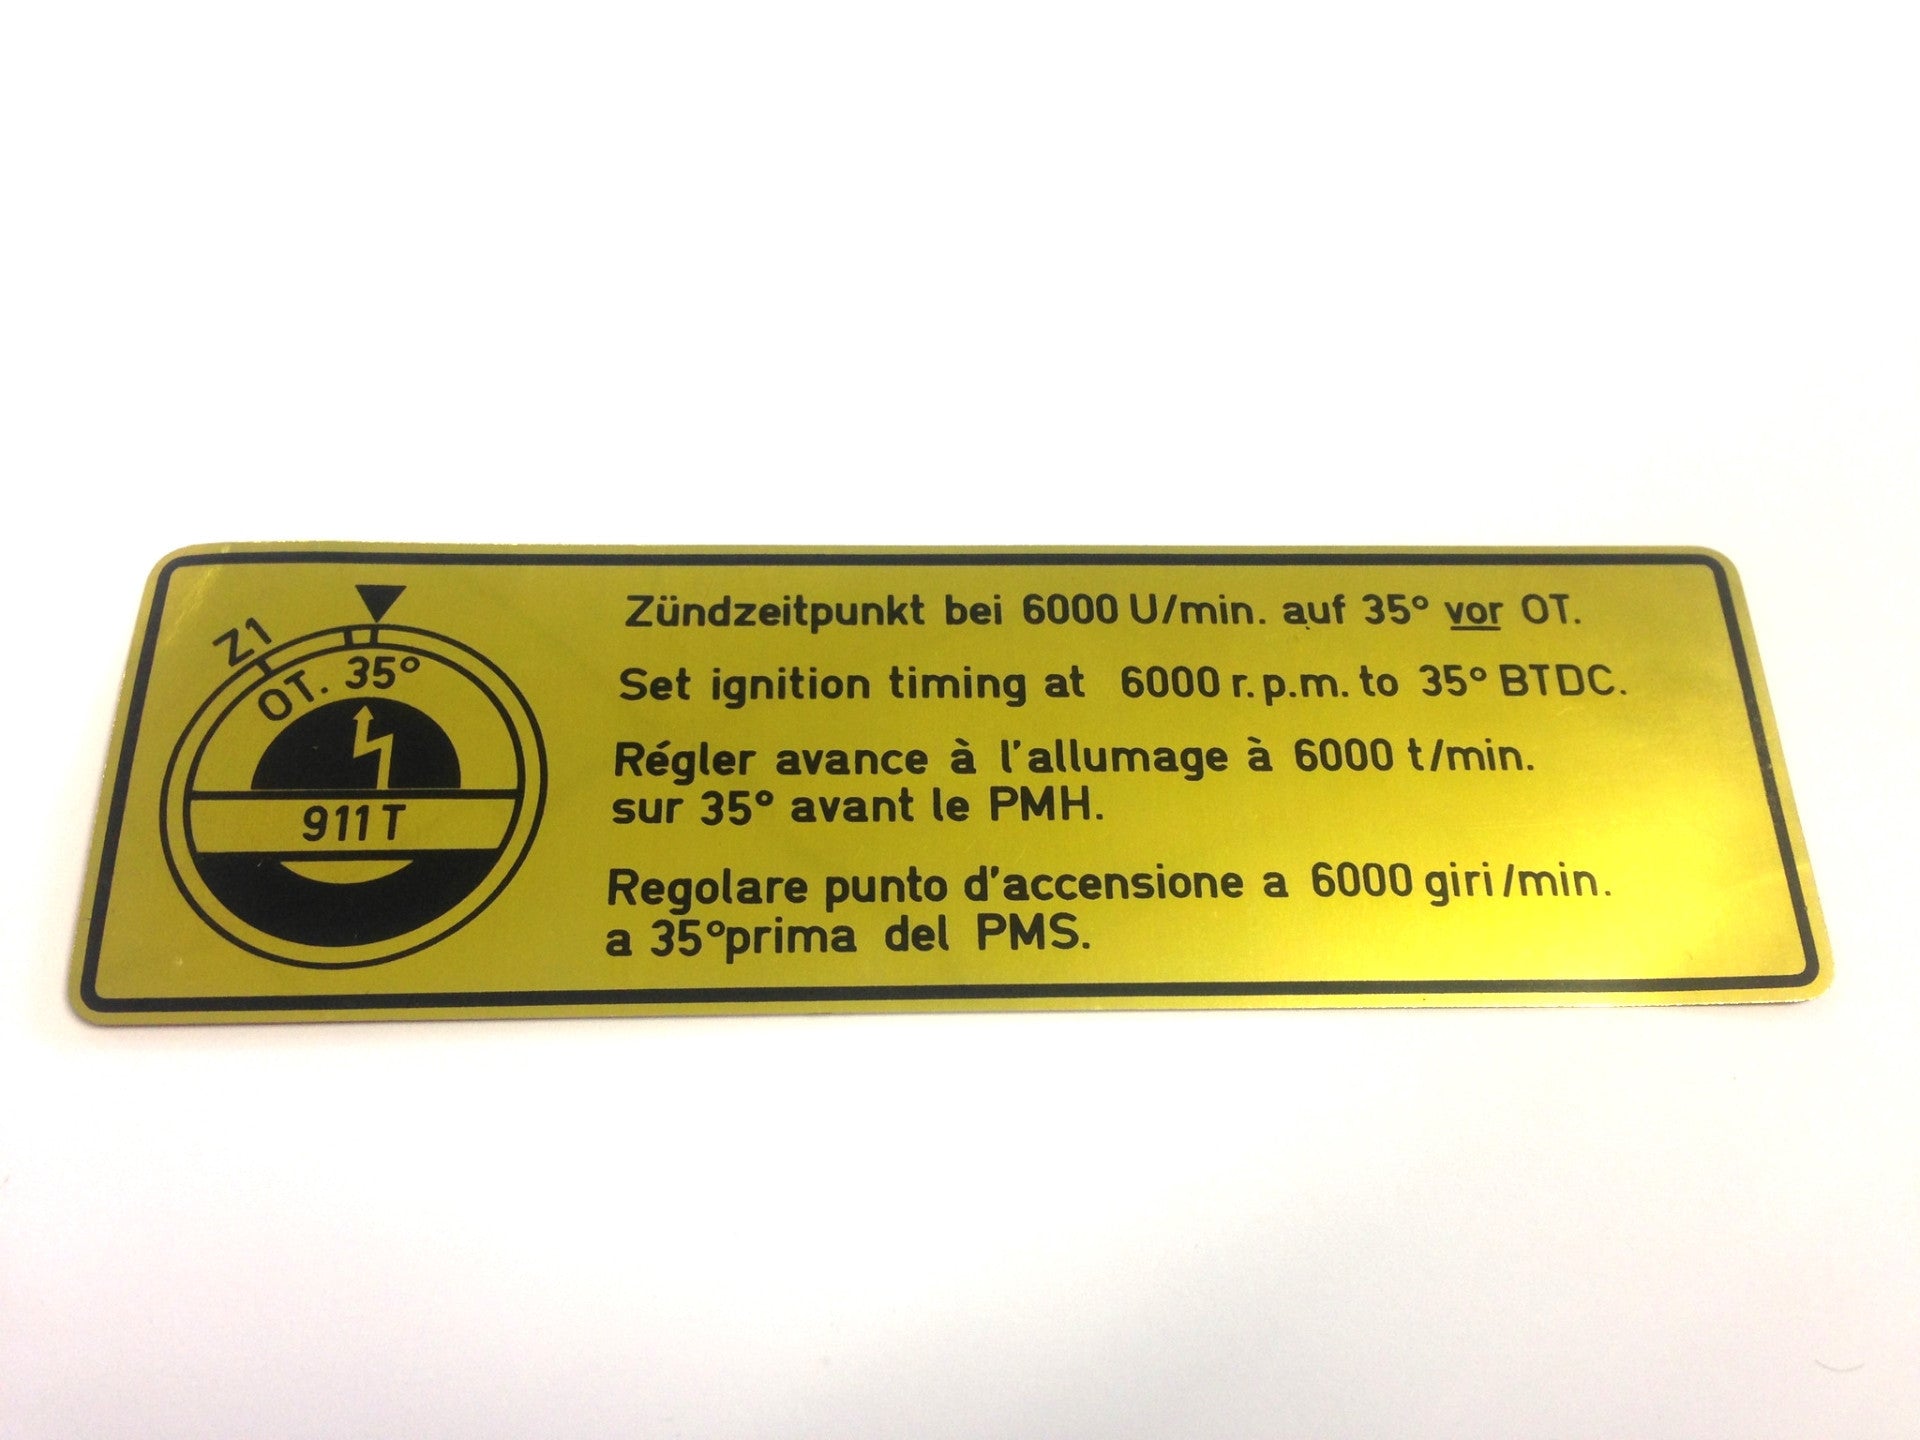 Z1
OT. 35°
911 T
Zündzeitpunkt bei 6000 U/min. auf 35° vor OT.
Set ignition timing at 6000 r.p.m. to 35° BTDC.
Régler avance à l'allumage à 6000 t/min.
sur 35° avant le PMH.
Regolare punto d'accensione a 6000 giri/min.
a 35°prima del PMS.